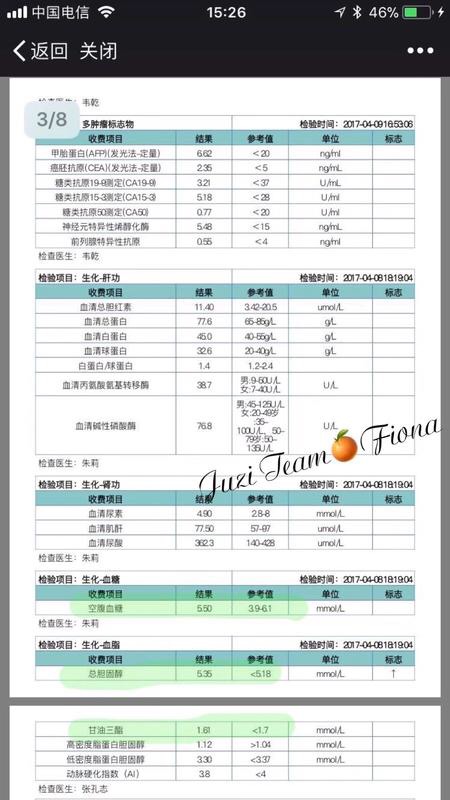 中国电信 15:26 46%
返回 关闭
检查医生：韦乾
3/8
多肿瘤标志物 检验时间：2017-04-09 16:53:06
收费项目 结果 参考值 单位 标志
甲胎蛋白(AFP)(发光法-定量) 6.62 ＜20 ng/ml
癌胚抗原(CEA)(发光法-定量) 2.35 ＜5 ng/mL
糖类抗原19-9测定(CA19-9) 3.21 ＜37 U/mL
糖类抗原15-3测定(CA15-3) 5.18 ＜28 U/ml
糖类抗原50测定(CA50) 0.77 ＜20 U/ml
神经元特异性烯醇化酶 5.48 ＜15 ng/ml
前列腺特异性抗原 0.55 ＜4 ng/ml
检查医生：韦乾
检验项目：生化-肝功 检验时间：2017-04-08 18:19:04
收费项目 结果 参考值 单位 标志
血清总胆红素 11.40 3.42-20.5 umol/L
血清总蛋白 77.6 65-85g/L g/L
血清白蛋白 45.0 40-55g/L g/L
血清球蛋白 32.6 20-40g/L g/L
白蛋白/球蛋白 1.4 1.2-2.4
血清丙氨酸氨基转移酶 38.7 男:9-50U/L 女:7-40U/L U/L
血清碱性磷酸酶 76.8 男:45-125U/L 女:20-49岁:35-100U/L、50-79岁:50-135U/L U/L
检查医生：朱莉
Juzi Team Fiona
检验项目：生化-肾功 检验时间：2017-04-08 18:19:04
收费项目 结果 参考值 单位 标志
血清尿素 4.90 2.8-8 mmol/L
血清肌酐 77.50 57-97 umol/L
血清尿酸 362.3 140-428 umol/L
检查医生：朱莉
检验项目：生化-血糖 检验时间：2017-04-08 18:19:04
收费项目 结果 参考值 单位 标志
空腹血糖 5.50 3.9-6.1 mmol/L
检查医生：朱莉
检验项目：生化-血脂 检验时间：2017-04-08 18:19:04
收费项目 结果 参考值 单位 标志
总胆固醇 5.35 <5.18 mmol/L ↑
甘油三酯 1.61 <1.7 mmol/L
高密度脂蛋白胆固醇 1.12 >1.04 mmol/L
低密度脂蛋白胆固醇 3.30 <3.37 mmol/L
动脉硬化指数（AI） 3.8 <4
检查医生：张孔志